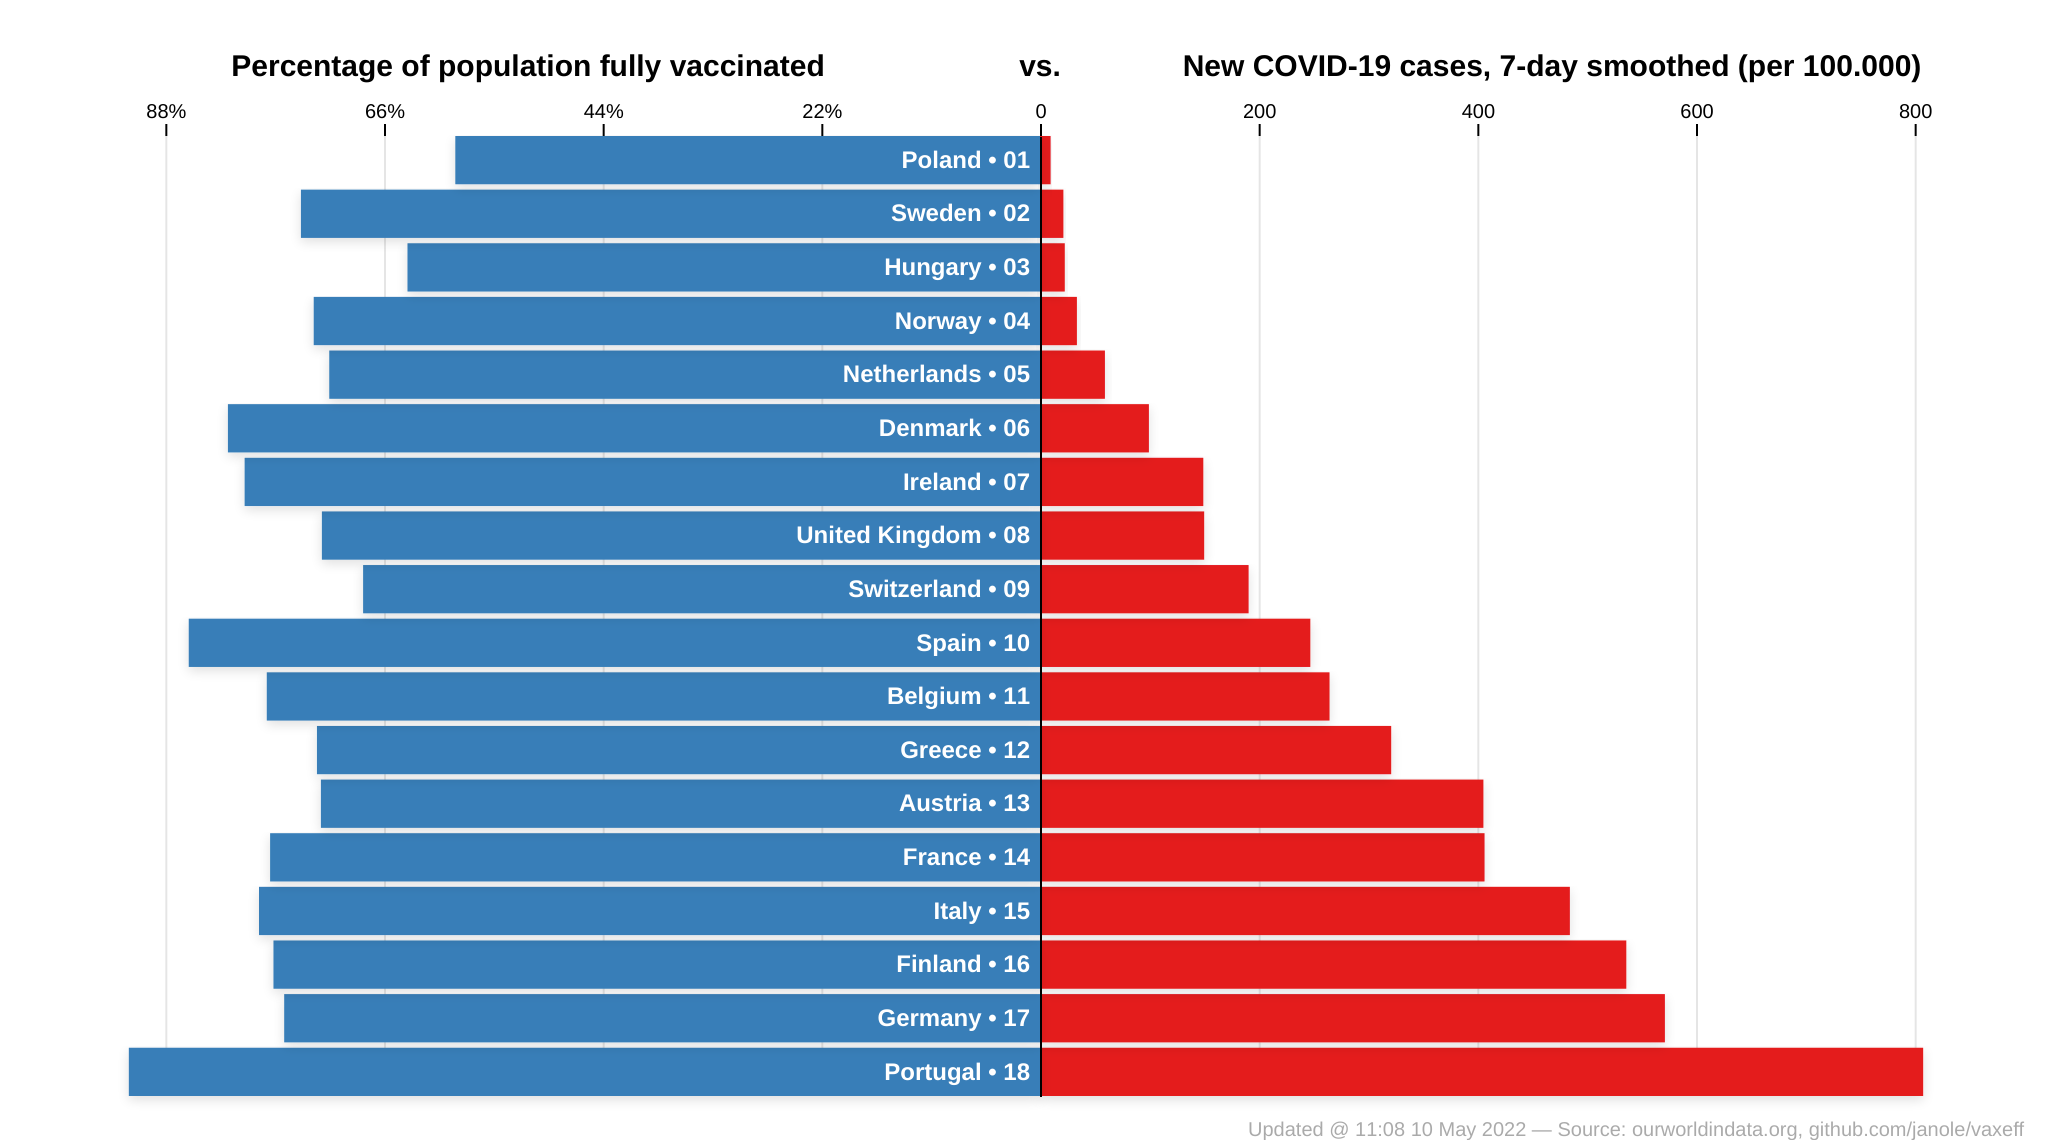 Percentage of population fully vaccinated vs. New COVID-19 cases, 7-day smoothed (per 100.000)
88% 66% 44% 22% 0 200 400 600 800
Poland • 01
Sweden • 02
Hungary • 03
Norway • 04
Netherlands • 05
Denmark • 06
Ireland • 07
United Kingdom • 08
Switzerland • 09
Spain • 10
Belgium • 11
Greece • 12
Austria • 13
France • 14
Italy • 15
Finland • 16
Germany • 17
Portugal • 18
Updated @ 11:08 10 May 2022 — Source: ourworldindata.org, github.com/janole/vaxeff